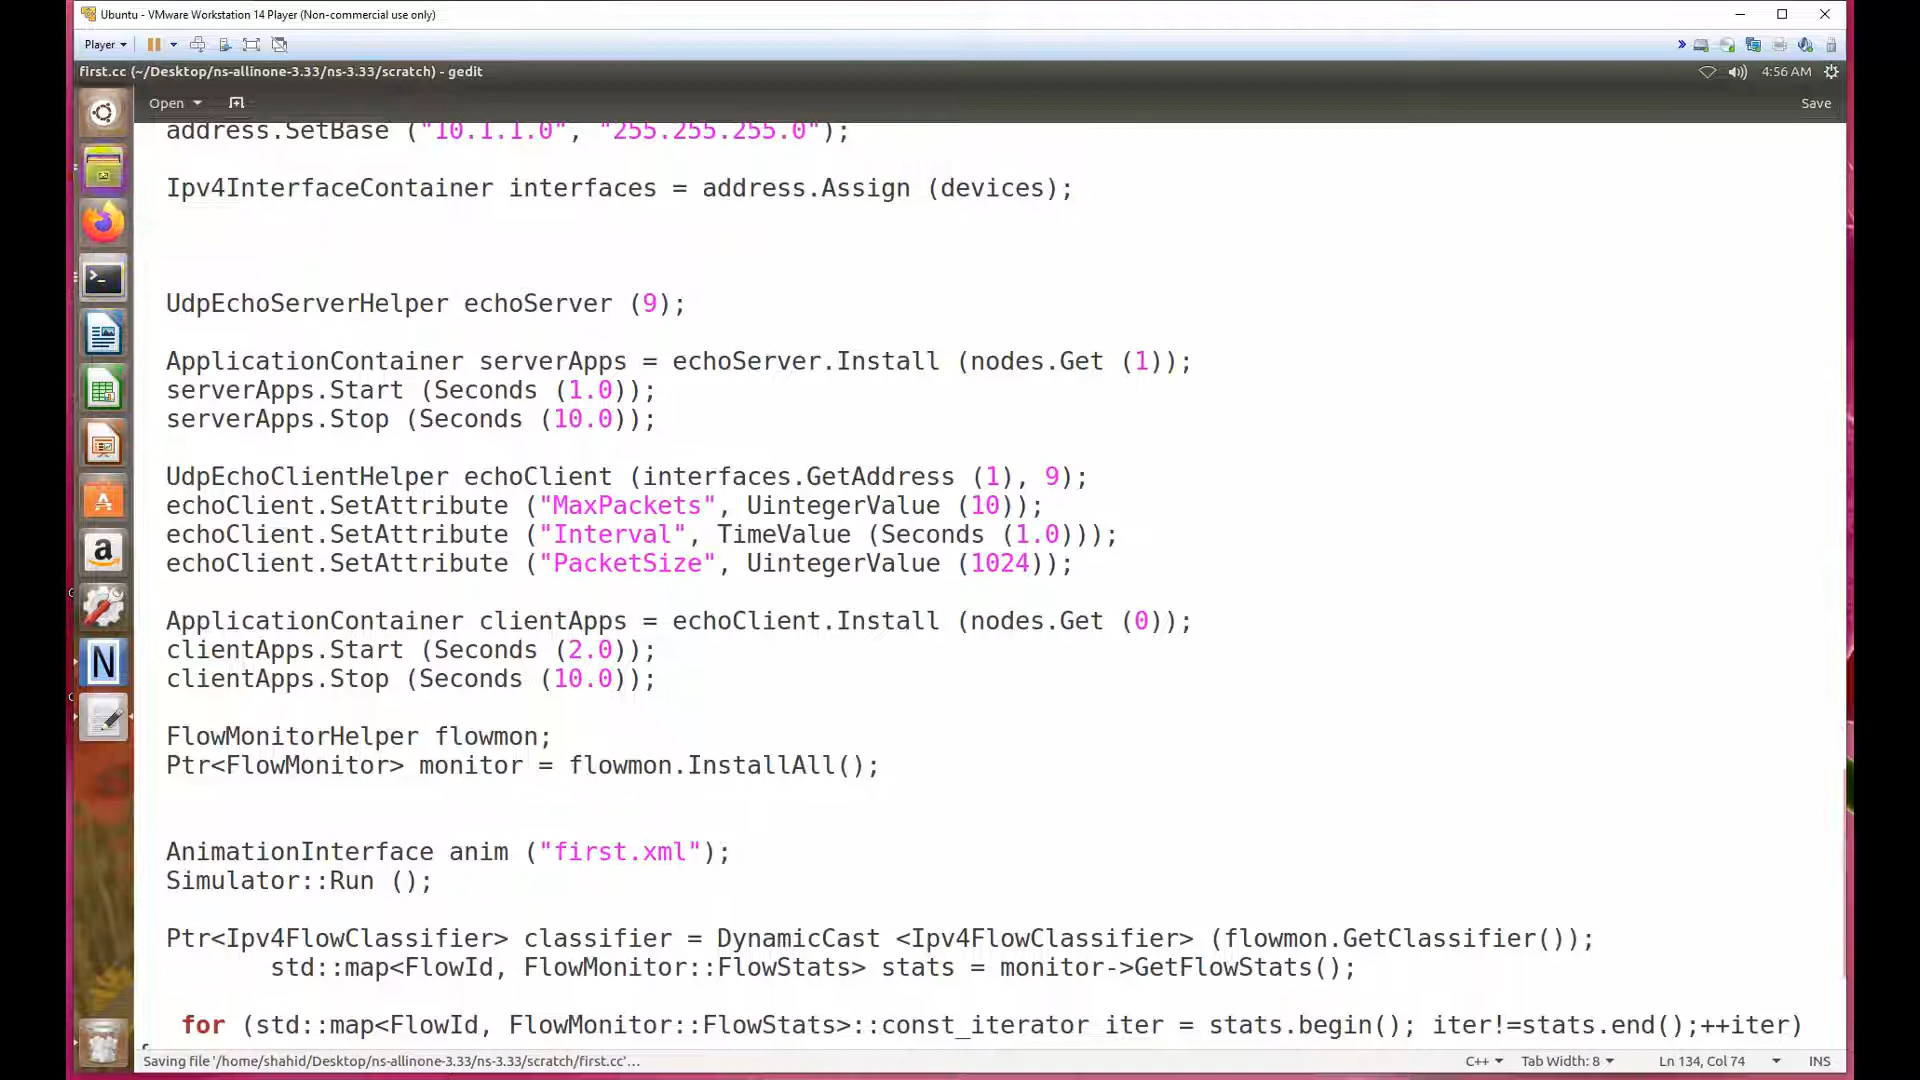 Ubuntu - VMware Workstation 14 Player (Non-commercial use only)
Player
first.cc (~/Desktop/ns-allinone-3.33/ns-3.33/scratch) - gedit
4:56 AM
Open
Save
address.SetBase ("10.1.1.0", "255.255.255.0");
Ipv4InterfaceContainer interfaces = address.Assign (devices);
UdpEchoServerHelper echoServer (9);
ApplicationContainer serverApps = echoServer.Install (nodes.Get (1));
serverApps.Start (Seconds (1.0));
serverApps.Stop (Seconds (10.0));
UdpEchoClientHelper echoClient (interfaces.GetAddress (1), 9);
echoClient.SetAttribute ("MaxPackets", UintegerValue (10));
echoClient.SetAttribute ("Interval", TimeValue (Seconds (1.0)));
echoClient.SetAttribute ("PacketSize", UintegerValue (1024));
ApplicationContainer clientApps = echoClient.Install (nodes.Get (0));
clientApps.Start (Seconds (2.0));
clientApps.Stop (Seconds (10.0));
FlowMonitorHelper flowmon;
Ptr<FlowMonitor> monitor = flowmon.InstallAll();
AnimationInterface anim ("first.xml");
Simulator::Run ();
Ptr<Ipv4FlowClassifier> classifier = DynamicCast <Ipv4FlowClassifier> (flowmon.GetClassifier());
std::map<FlowId, FlowMonitor::FlowStats> stats = monitor->GetFlowStats();
for (std::map<FlowId, FlowMonitor::FlowStats>::const_iterator iter = stats.begin(); iter!=stats.end();++iter)
Saving file '/home/shahid/Desktop/ns-allinone-3.33/ns-3.33/scratch/first.cc'...
C++
Tab Width: 8
Ln 134, Col 74
INS